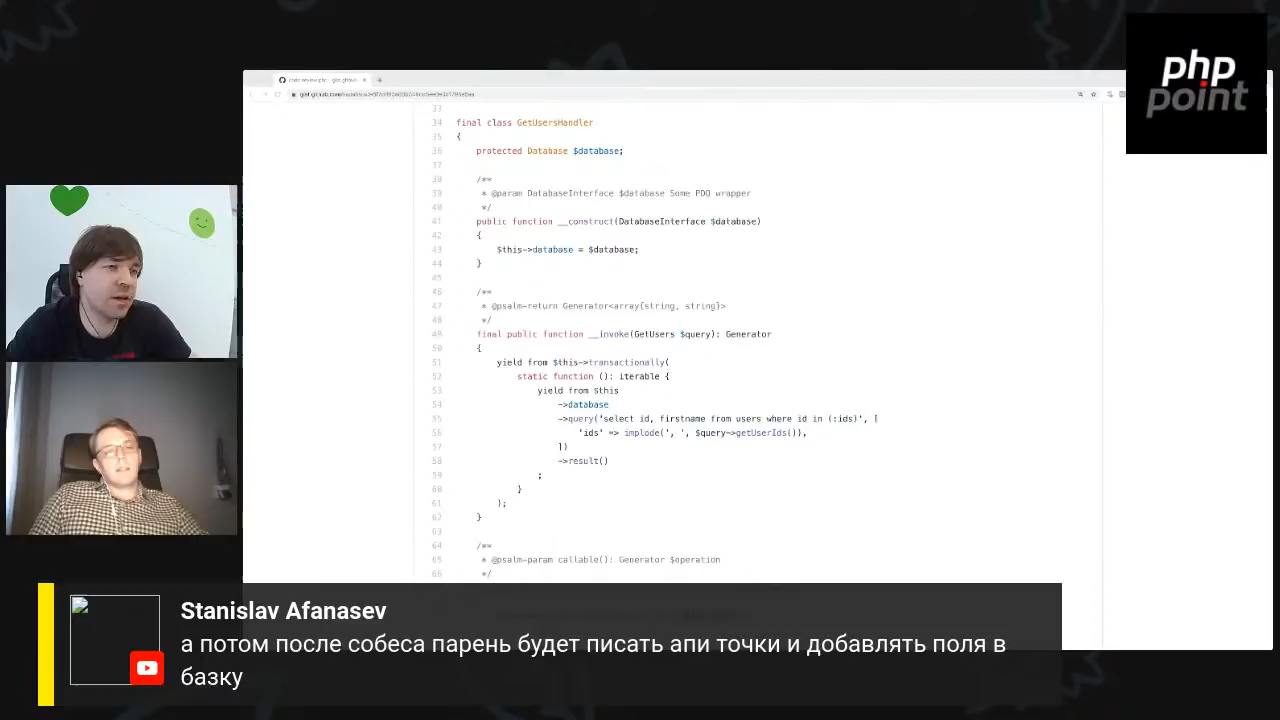 php
point
33
34 final class GetUsersHandler
35 {
36 protected Database $database;
37
38 /**
39 * @param DatabaseInterface $database Some PDO wrapper
40 */
41 public function __construct(DatabaseInterface $database)
42 {
43 $this->database = $database;
44 }
45
46 /**
47 * @psalm-return Generator<array{string, string}>
48 */
49 final public function __invoke(GetUsers $query): Generator
50 {
51 yield from $this->transactionally(
52 static function (): iterable {
53 yield from $this
54 ->database
55 ->query('select id, firstname from users where id in (:ids)', [
56 'ids' => implode(', ', $query->getUserIds()),
57 ])
58 ->result()
59 ;
60 }
61 );
62 }
63
64 /**
65 * @psalm-param callable(): Generator $operation
66 */
Stanislav Afanasev
а потом после собеса парень будет писать апи точки и добавлять поля в
базку